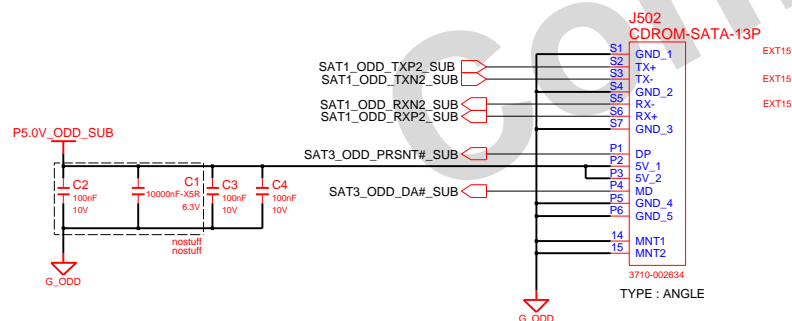 J502
CDROM-SATA-13P
S1 GND_1 EXT15
SAT1_ODD_TXP2_SUB S2 TX+
SAT1_ODD_TXN2_SUB S3 TX- EXT15
S4 GND_2
SAT1_ODD_RXN2_SUB S5 RX- EXT15
SAT1_ODD_RXP2_SUB S6 RX+
S7 GND_3
P5.0V_ODD_SUB
SAT3_ODD_PRSNT#_SUB P1 DP
P2 5V_1
P3 5V_2
SAT3_ODD_DA#_SUB P4 MD
P5 GND_4
P6 GND_5
C2 100nF 10V
C1 10000nF-X5R 6.3V
C3 100nF 10V
C4 100nF 10V
nostuff
nostuff
14 MNT1
15 MNT2
G_ODD
3710-002634
TYPE : ANGLE
G_ODD